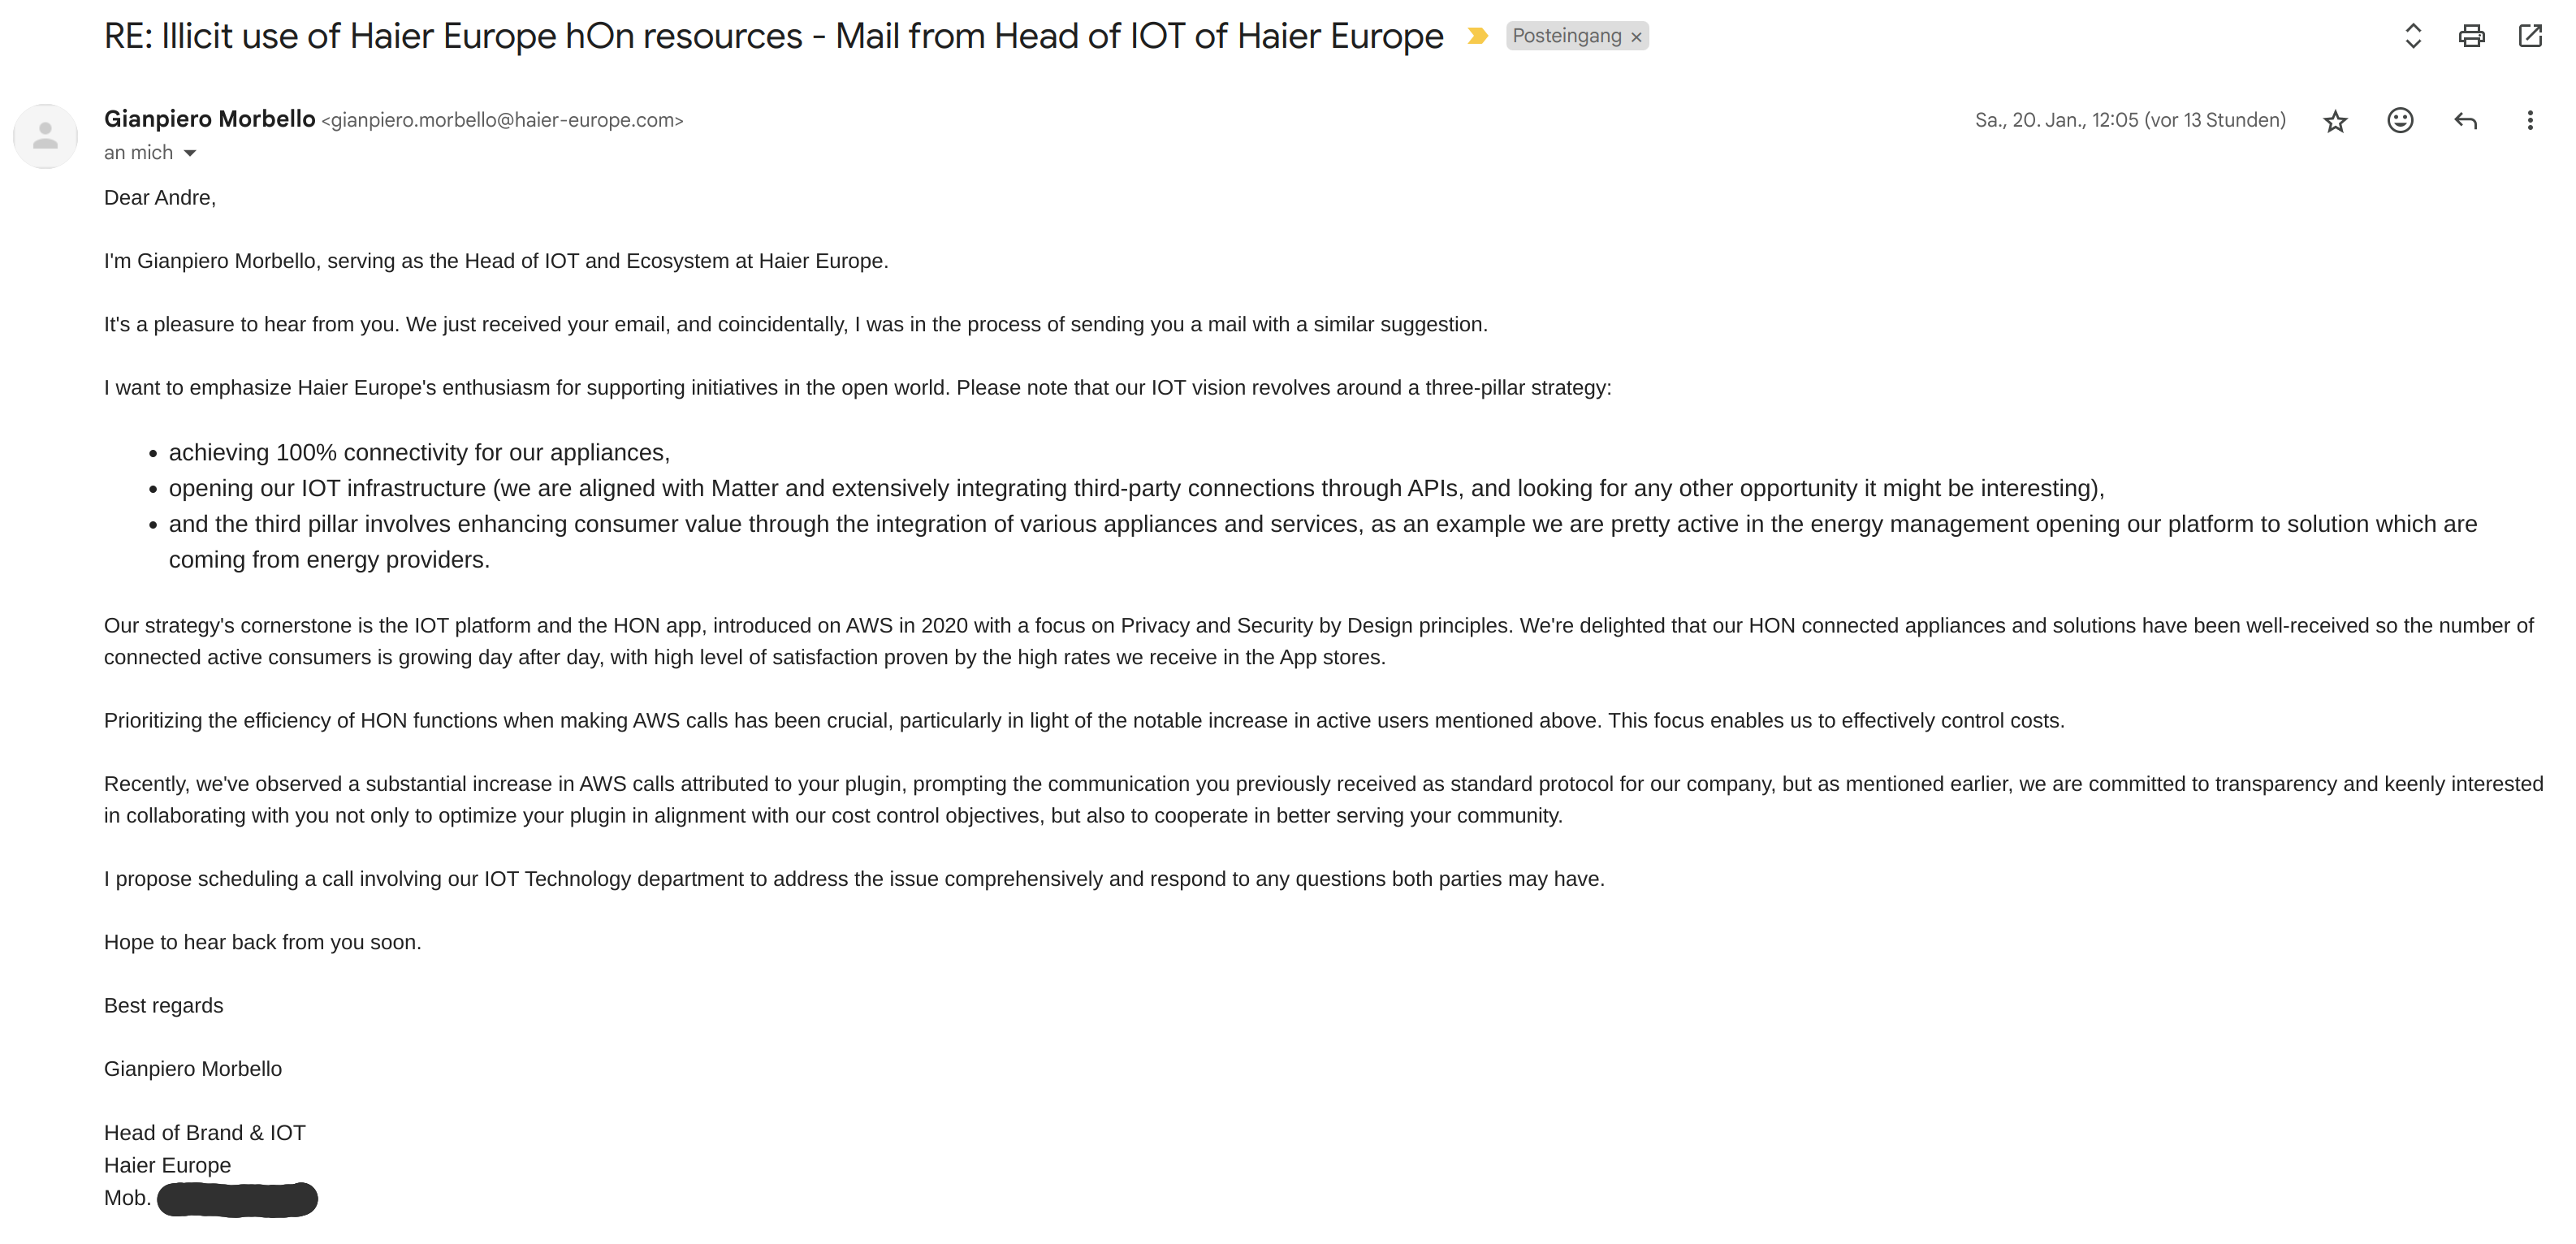 RE: Illicit use of Haier Europe hOn resources - Mail from Head of IOT of Haier Europe Posteingang ×
Gianpiero Morbello <gianpiero.morbello@haier-europe.com> Sa., 20. Jan., 12:05 (vor 13 Stunden)
an mich
Dear Andre,
I'm Gianpiero Morbello, serving as the Head of IOT and Ecosystem at Haier Europe.
It's a pleasure to hear from you. We just received your email, and coincidentally, I was in the process of sending you a mail with a similar suggestion.
I want to emphasize Haier Europe's enthusiasm for supporting initiatives in the open world. Please note that our IOT vision revolves around a three-pillar strategy:
• achieving 100% connectivity for our appliances,
• opening our IOT infrastructure (we are aligned with Matter and extensively integrating third-party connections through APIs, and looking for any other opportunity it might be interesting),
• and the third pillar involves enhancing consumer value through the integration of various appliances and services, as an example we are pretty active in the energy management opening our platform to solution which are
coming from energy providers.
Our strategy's cornerstone is the IOT platform and the HON app, introduced on AWS in 2020 with a focus on Privacy and Security by Design principles. We're delighted that our HON connected appliances and solutions have been well-received so the number of
connected active consumers is growing day after day, with high level of satisfaction proven by the high rates we receive in the App stores.
Prioritizing the efficiency of HON functions when making AWS calls has been crucial, particularly in light of the notable increase in active users mentioned above. This focus enables us to effectively control costs.
Recently, we've observed a substantial increase in AWS calls attributed to your plugin, prompting the communication you previously received as standard protocol for our company, but as mentioned earlier, we are committed to transparency and keenly interested
in collaborating with you not only to optimize your plugin in alignment with our cost control objectives, but also to cooperate in better serving your community.
I propose scheduling a call involving our IOT Technology department to address the issue comprehensively and respond to any questions both parties may have.
Hope to hear back from you soon.
Best regards
Gianpiero Morbello
Head of Brand & IOT
Haier Europe
Mob.